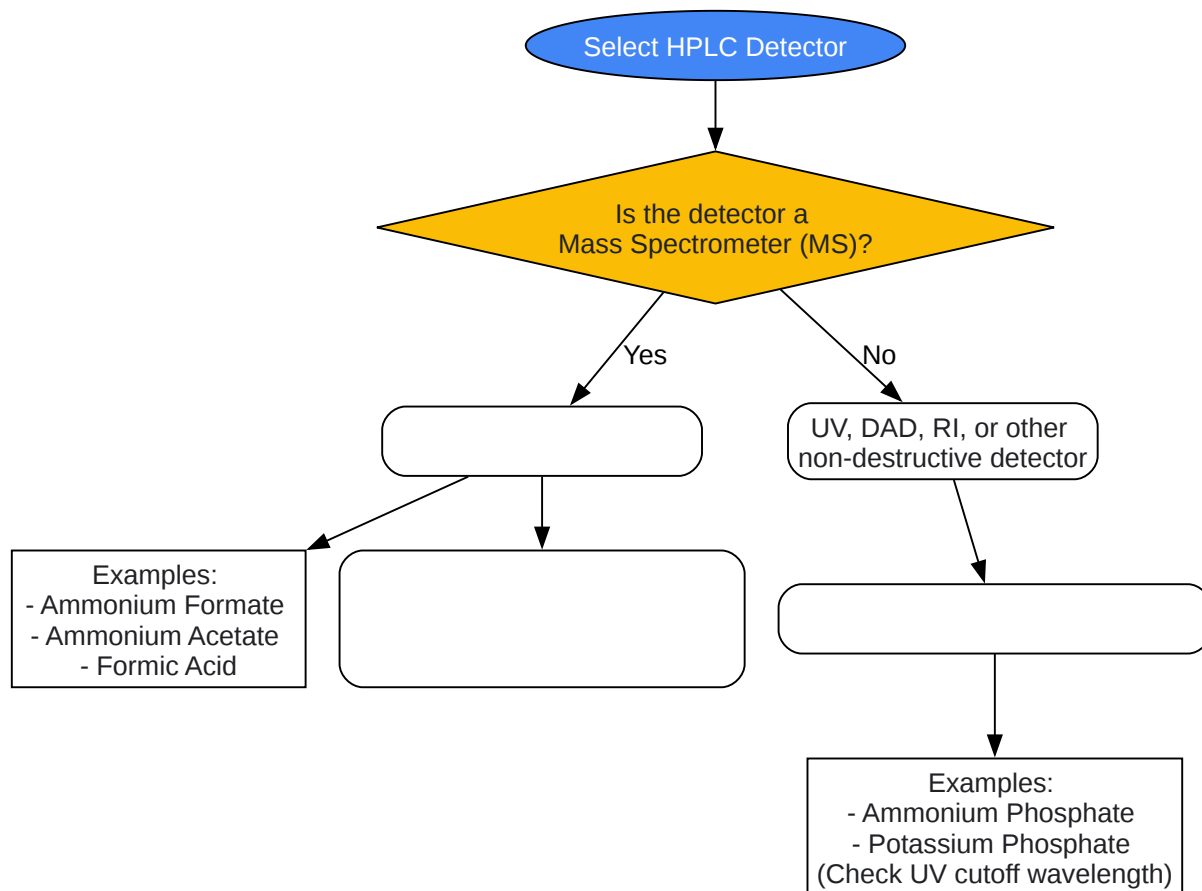 Select HPLC Detector
Is the detector a
Mass Spectrometer (MS)?
Yes
No
UV, DAD, RI, or other
non-destructive detector
Examples:
- Ammonium Formate
- Ammonium Acetate
- Formic Acid
Examples:
- Ammonium Phosphate
- Potassium Phosphate
(Check UV cutoff wavelength)